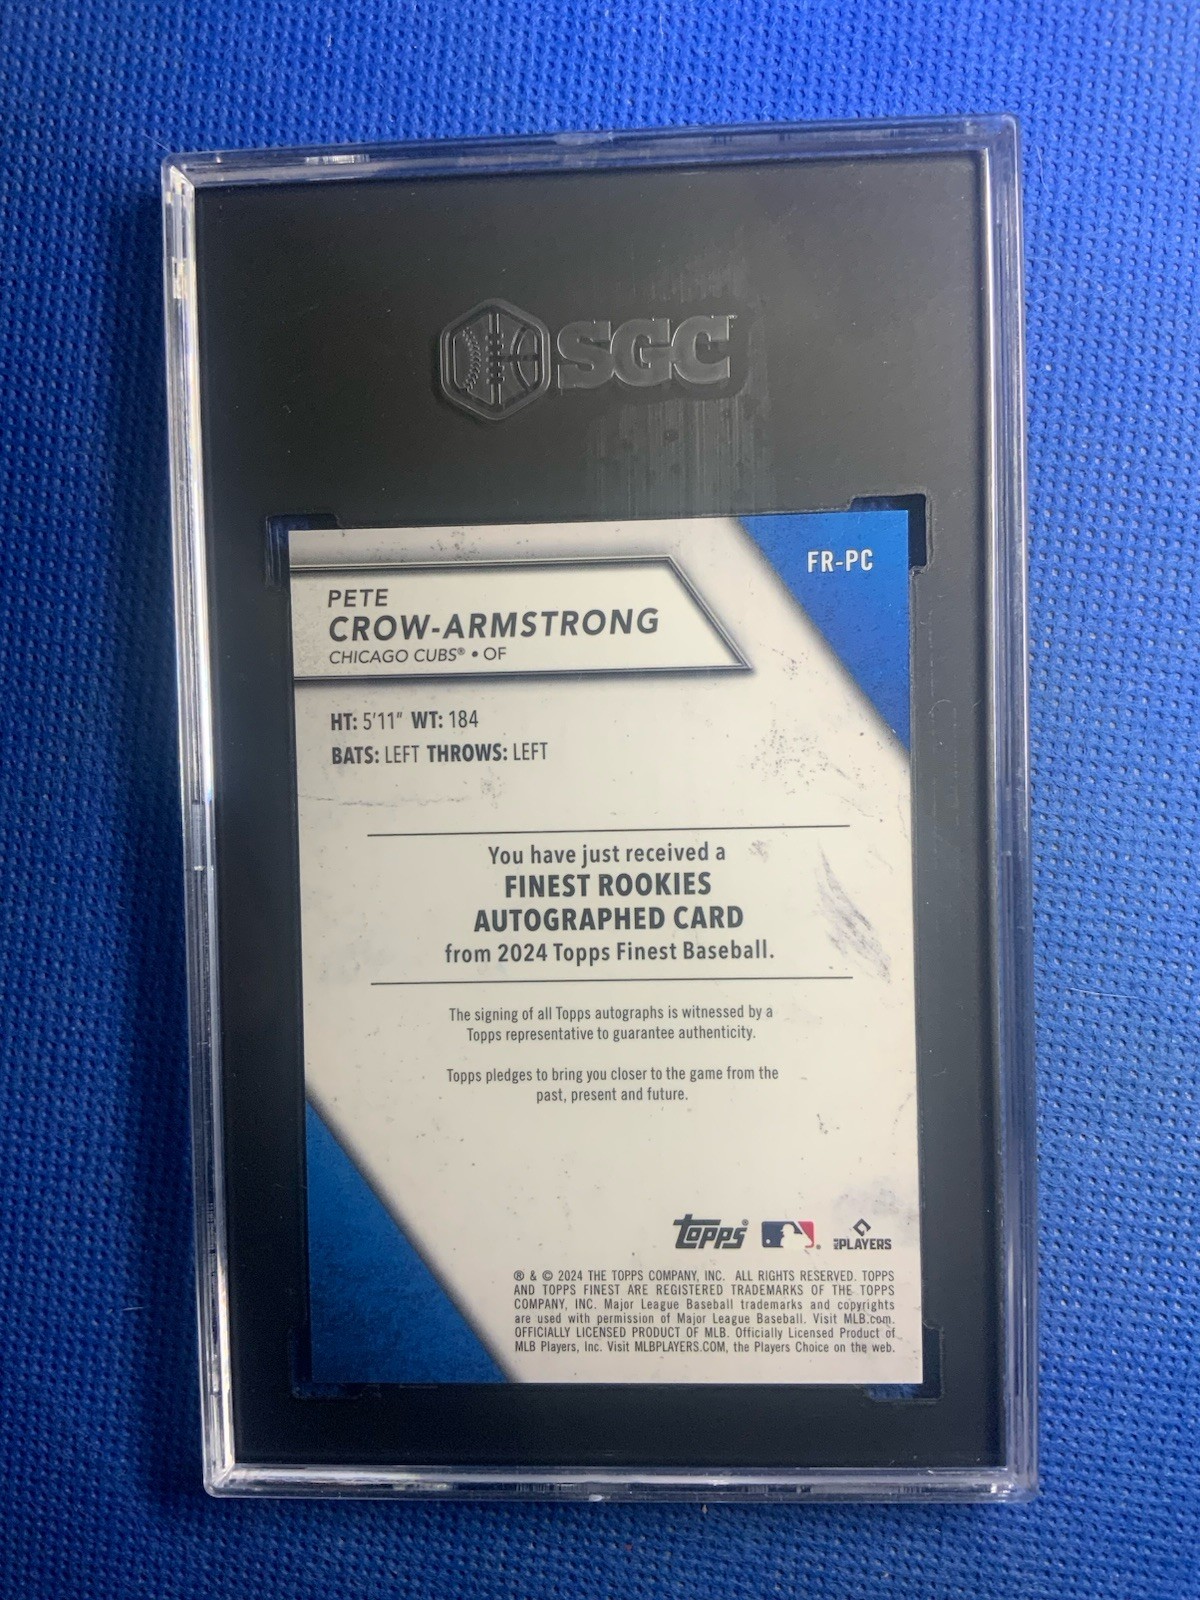 SGC
FR-PC
PETE
CROW-ARMSTRONG
CHICAGO CUBS® • OF
HT: 5'11" WT: 184
BATS: LEFT THROWS: LEFT
You have just received a
FINEST ROOKIES
AUTOGRAPHED CARD
from 2024 Topps Finest Baseball.
The signing of all Topps autographs is witnessed by a
Topps representative to guarantee authenticity.
Topps pledges to bring you closer to the game from the
past, present and future.
topps® PLAYERS
® & © 2024 THE TOPPS COMPANY, INC. ALL RIGHTS RESERVED. TOPPS
AND TOPPS FINEST ARE REGISTERED TRADEMARKS OF THE TOPPS
COMPANY, INC. Major League Baseball trademarks and copyrights
are used with permission of Major League Baseball. Visit MLB.com.
OFFICIALLY LICENSED PRODUCT OF MLB. Officially Licensed Product of
MLB Players, Inc. Visit MLBPLAYERS.COM, the Players Choice on the web.